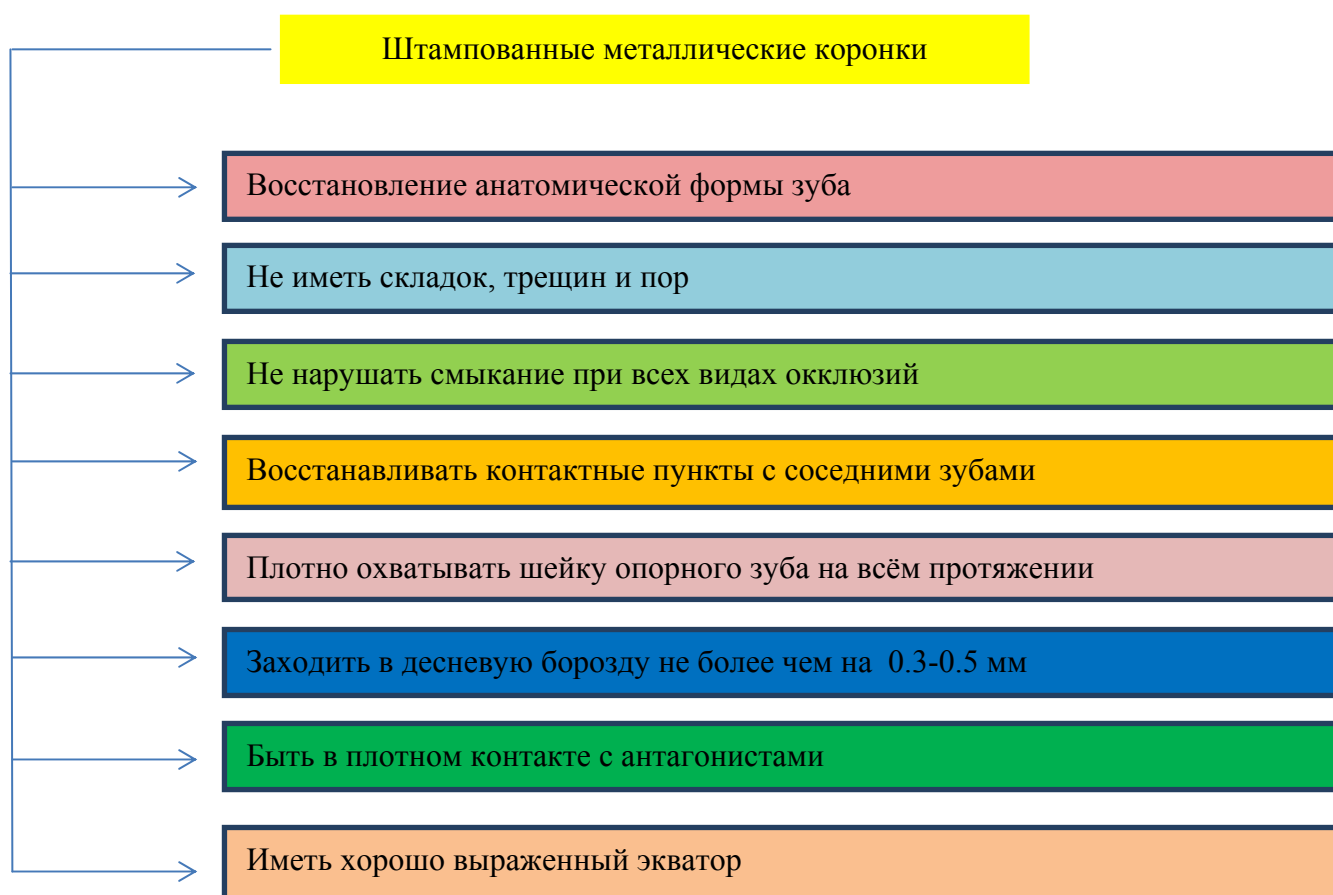 Штампованные металлические коронки
Восстановление анатомической формы зуба
Не иметь складок, трещин и пор
Не нарушать смыкание при всех видах окклюзий
Восстанавливать контактные пункты с соседними зубами
Плотно охватывать шейку опорного зуба на всём протяжении
Заходить в десневую борозду не более чем на 0.3-0.5 мм
Быть в плотном контакте с антагонистами
Иметь хорошо выраженный экватор